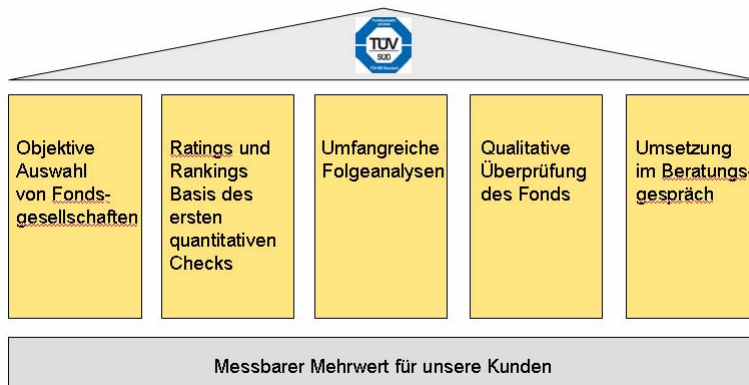 TÜV
SÜD
Objektive
Auswahl
von Fonds-
gesellschaften
Ratings und
Rankings
Basis des
ersten
quantitativen
Checks
Umfangreiche
Folgeanalysen
Qualitative
Überprüfung
des Fonds
Umsetzung
im Beratungs-
gespräch
Messbarer Mehrwert für unsere Kunden